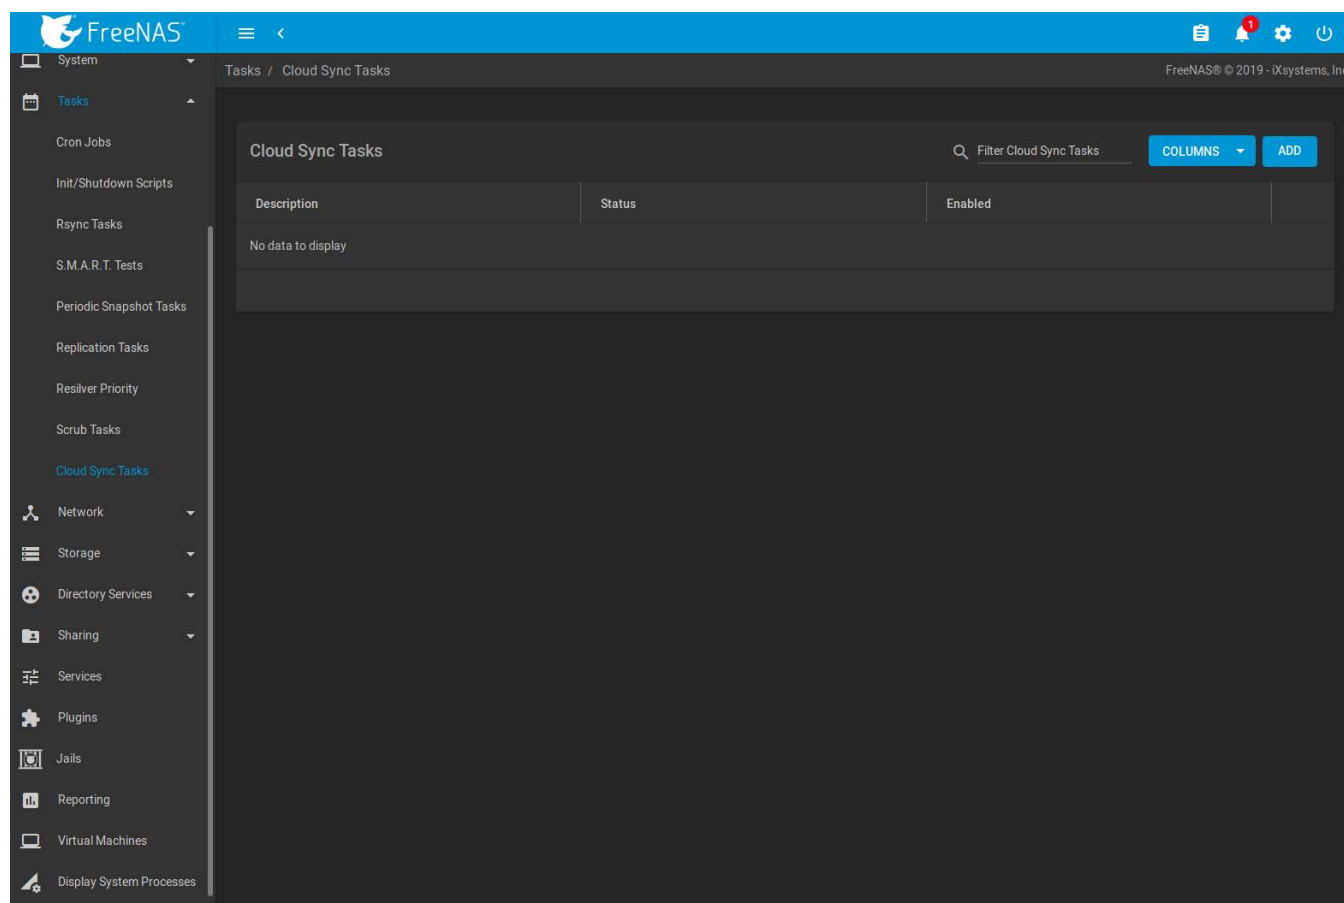 FreeNAS™
1
System
Tasks / Cloud Sync Tasks
FreeNAS® © 2019 - iXsystems, Inc
Tasks
Cron Jobs
Init/Shutdown Scripts
Rsync Tasks
S.M.A.R.T. Tests
Periodic Snapshot Tasks
Replication Tasks
Resilver Priority
Scrub Tasks
Cloud Sync Tasks
Network
Storage
Directory Services
Sharing
Services
Plugins
Jails
Reporting
Virtual Machines
Display System Processes
Cloud Sync Tasks
Filter Cloud Sync Tasks
COLUMNS
ADD
Description Status Enabled
No data to display